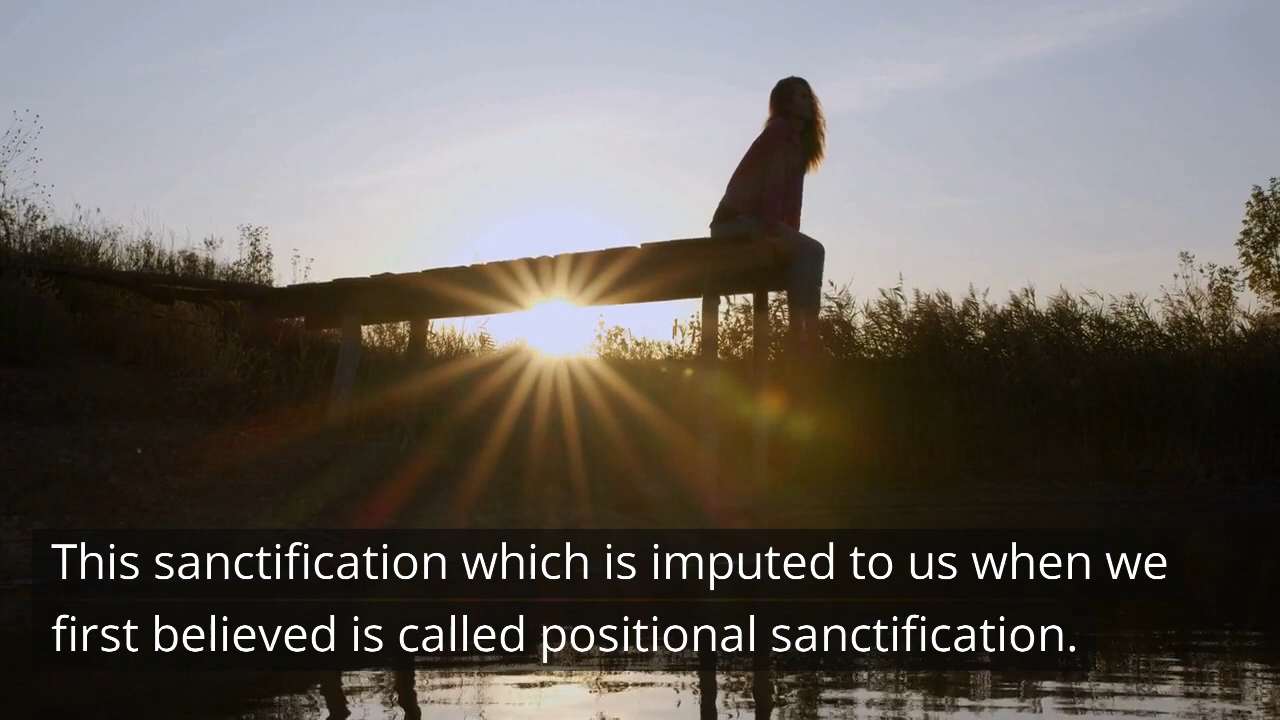 This sanctification which is imputed to us when we
first believed is called positional sanctification.